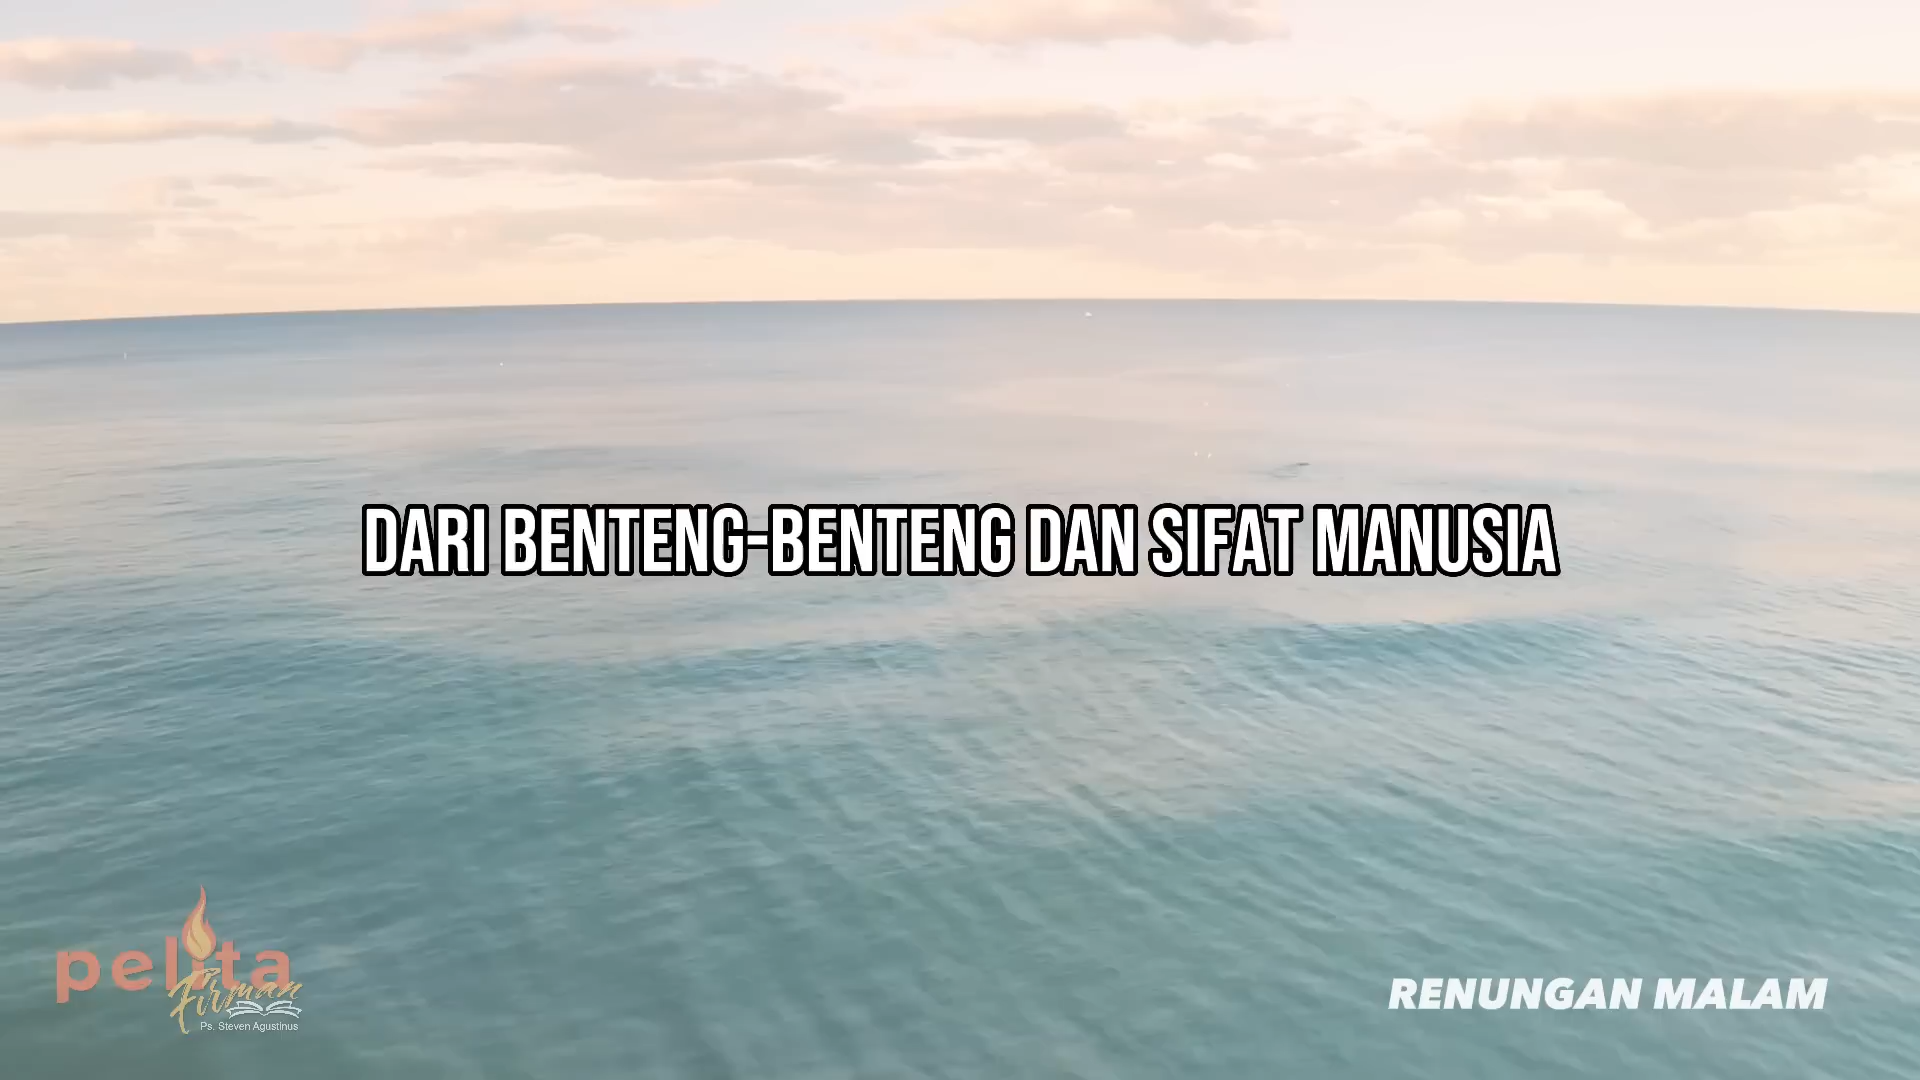 DARI BENTENG-BENTENG DAN SIFAT MANUSIA
pelita
Firman
Ps. Steven Agustinus
RENUNGAN MALAM